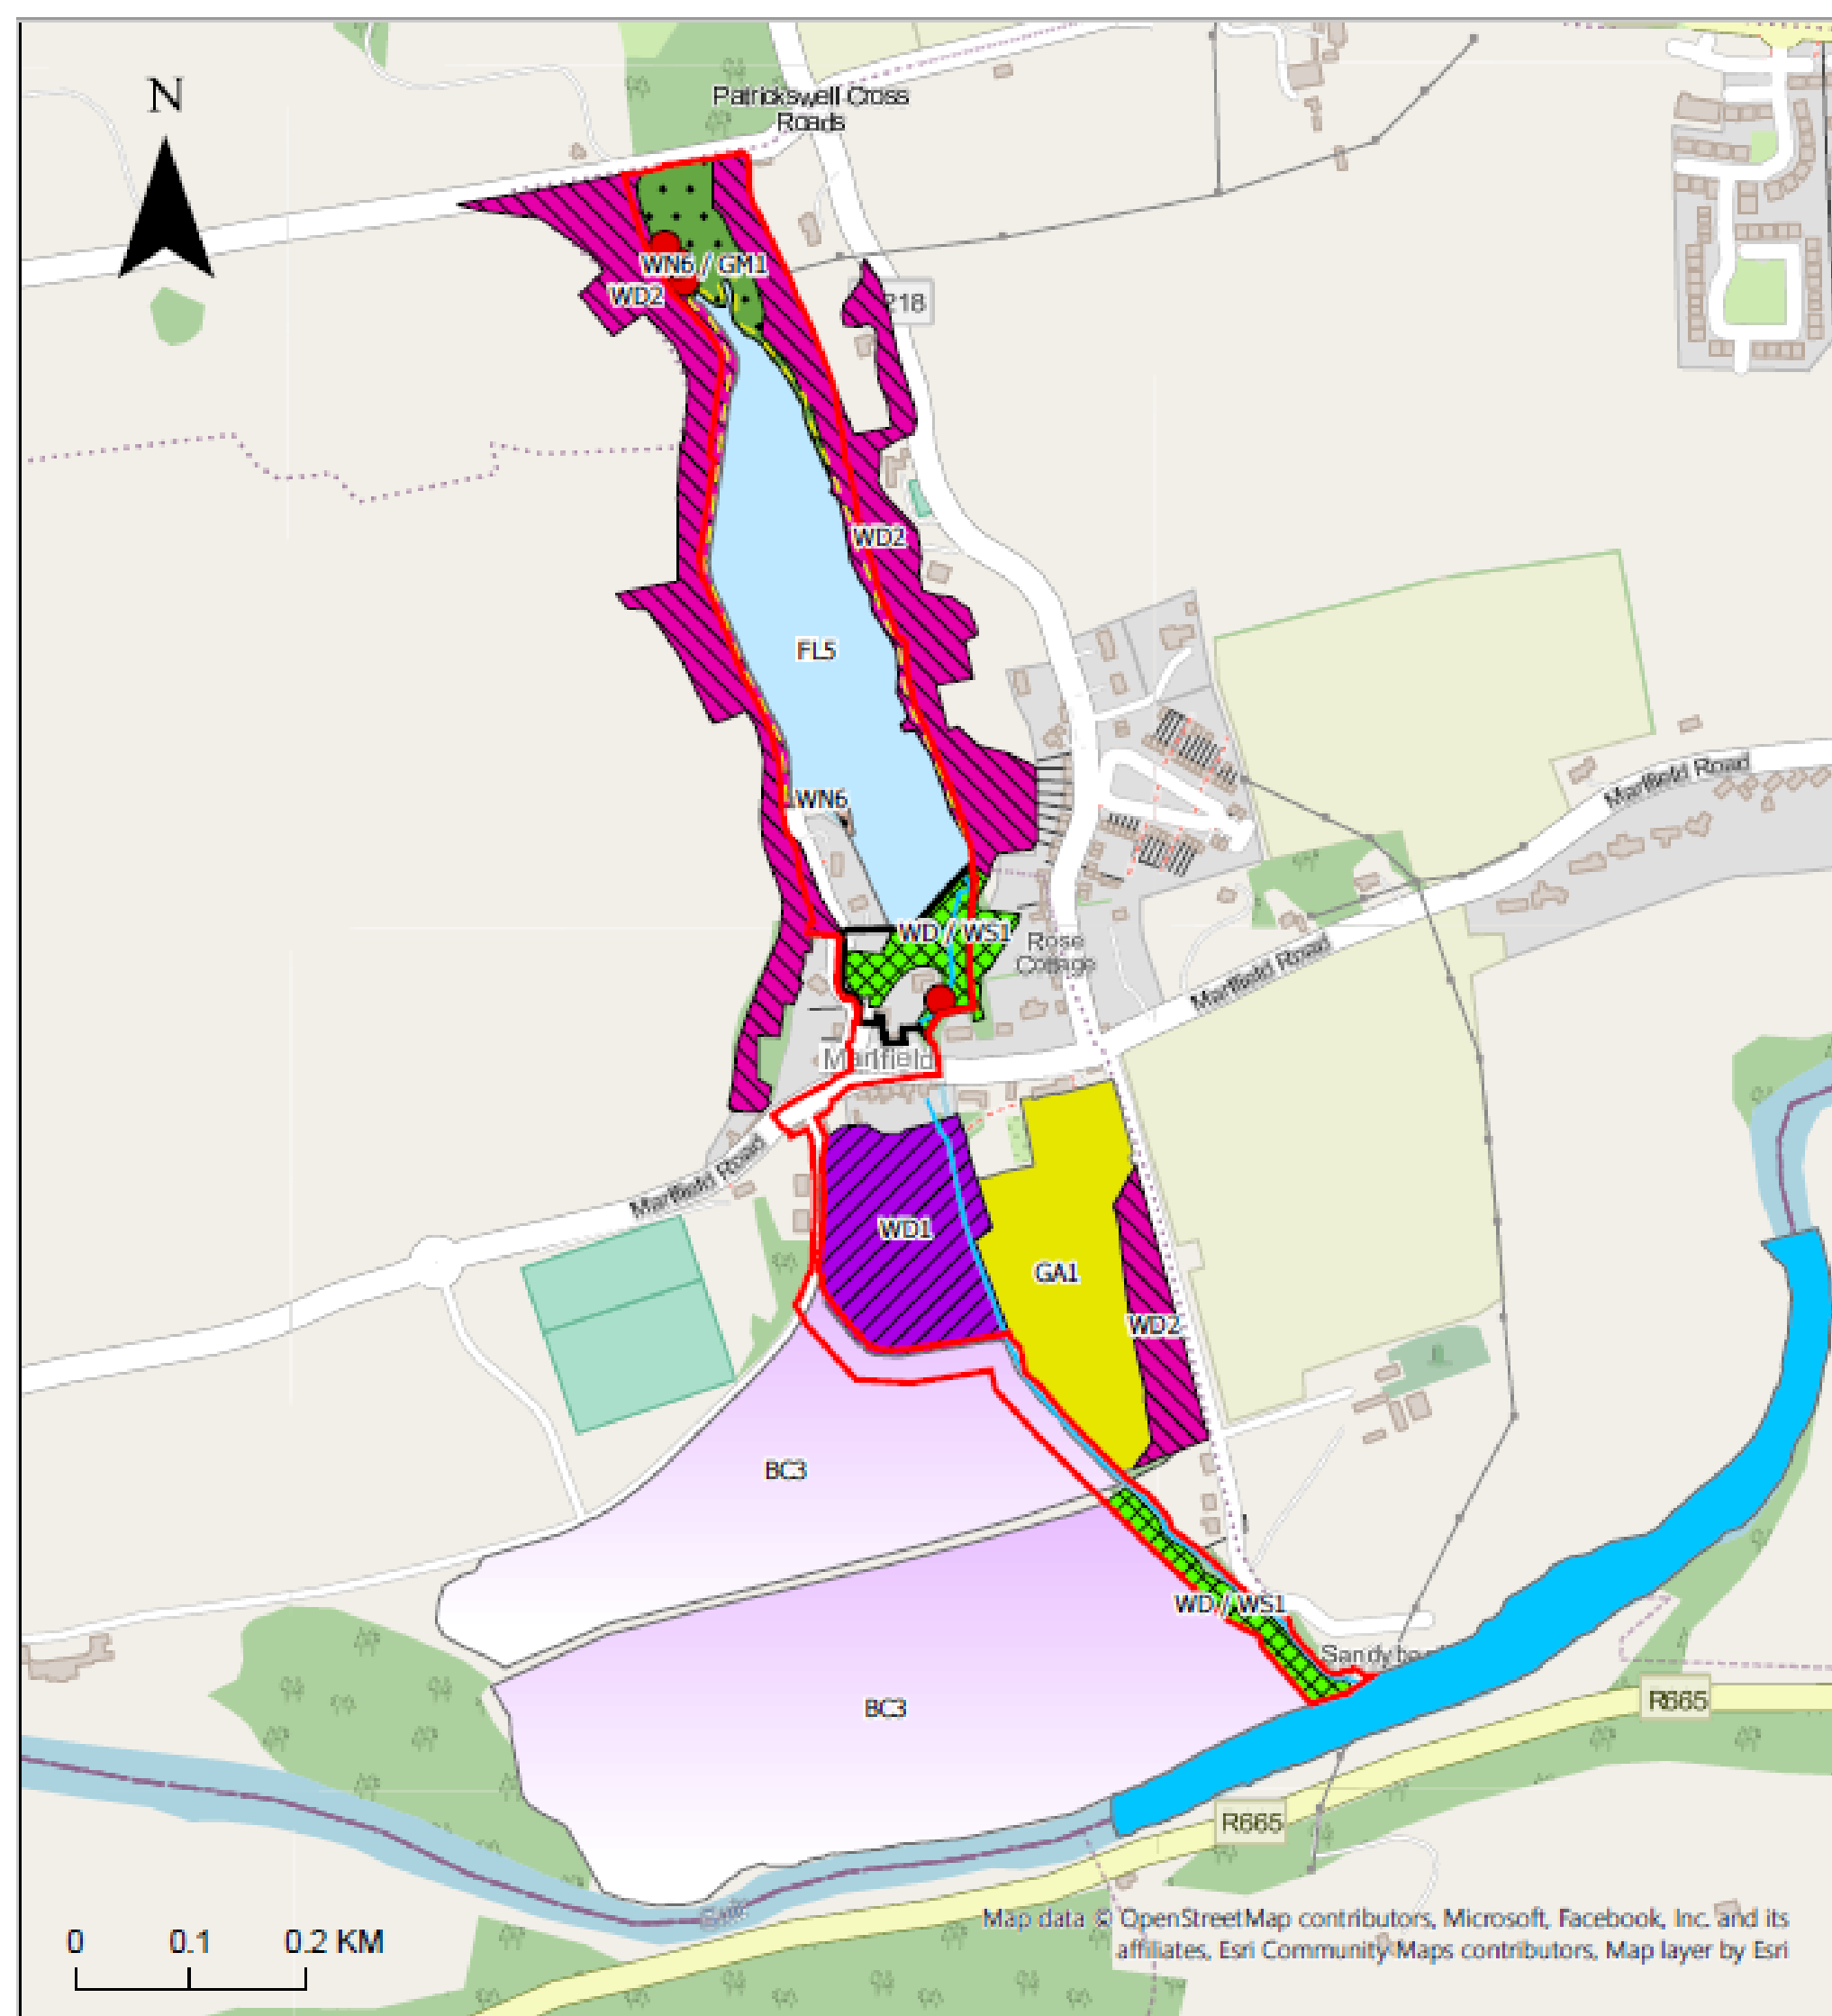 N
Patrickswell Cross
Roads
WN6 / GM1
WD2
218
WD2
FL5
WN6
Marlfield Road
WD / WS1
Rose
Cottage
Marlfield Road
Marlfield
Marlfield Road
WD1
GA1
WD2
BC3
WD / WS1
BC3
R665
R665
0 0.1 0.2 KM
Map data © OpenStreetMap contributors, Microsoft, Facebook, Inc. and its
affiliates, Esri Community Maps contributors, Map layer by Esri